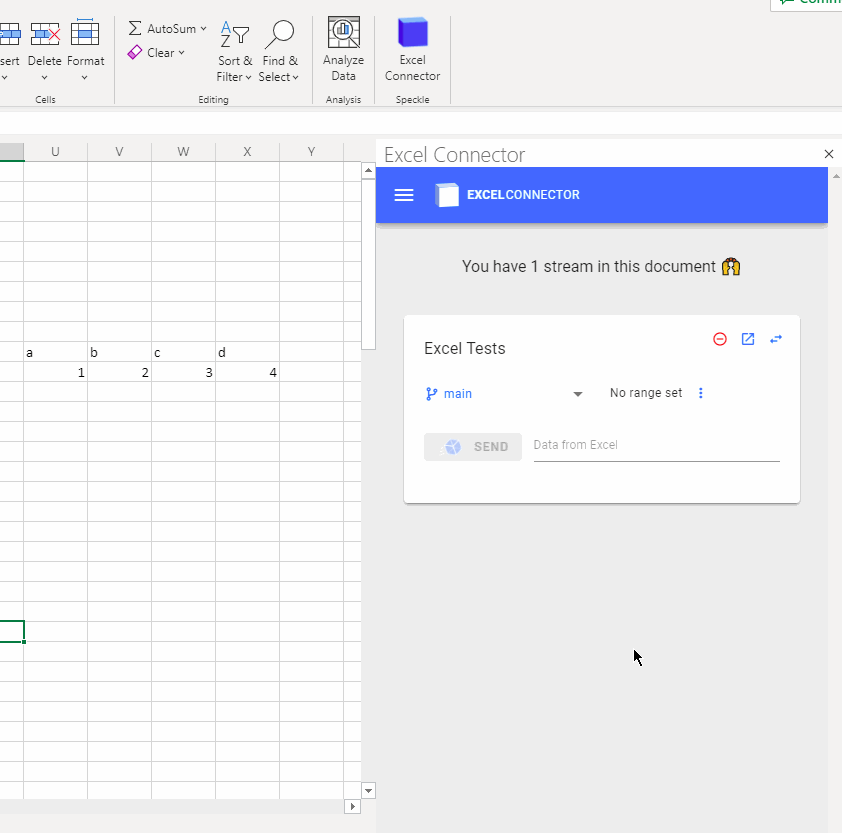 Comm
AutoSum
Clear
sert Delete Format
Sort & Filter
Find & Select
Analyze Data
Excel Connector
Cells
Editing
Analysis
Speckle
U V W X Y
Excel Connector
EXCELCONNECTOR
You have 1 stream in this document
a b c d
1 2 3 4
Excel Tests
main
No range set
SEND
Data from Excel